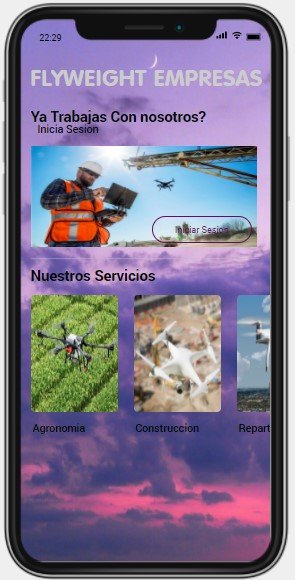 22:29
FLYWEIGHT EMPRESAS
Ya Trabajas Con nosotros?
Inicia Sesion
Iniciar Sesion
Nuestros Servicios
Agronomia Construccion Repart